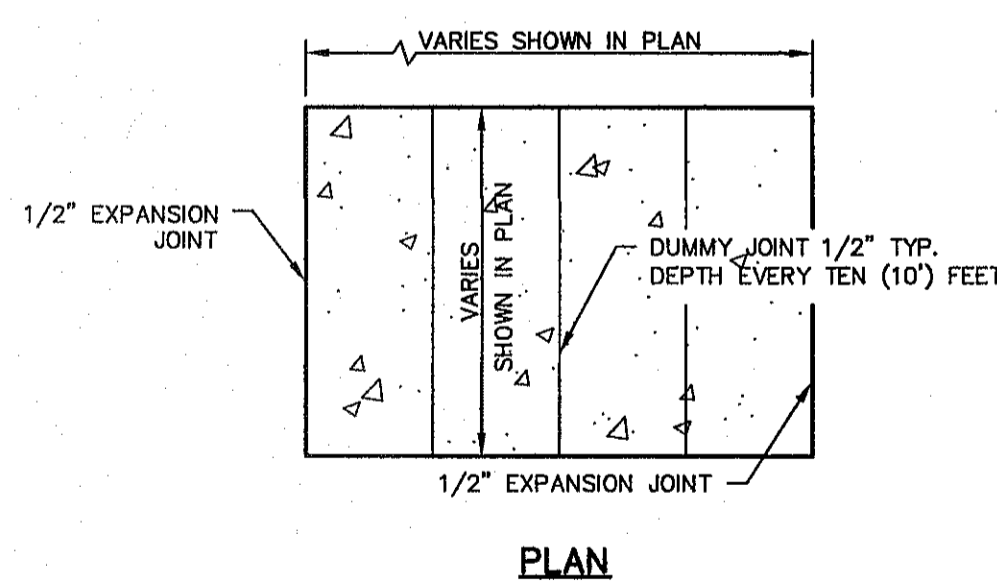 VARIES SHOWN IN PLAN
1/2" EXPANSION
JOINT
VARIES
SHOWN IN PLAN
DUMMY JOINT 1/2" TYP.
DEPTH EVERY TEN (10') FEET
1/2" EXPANSION JOINT
PLAN